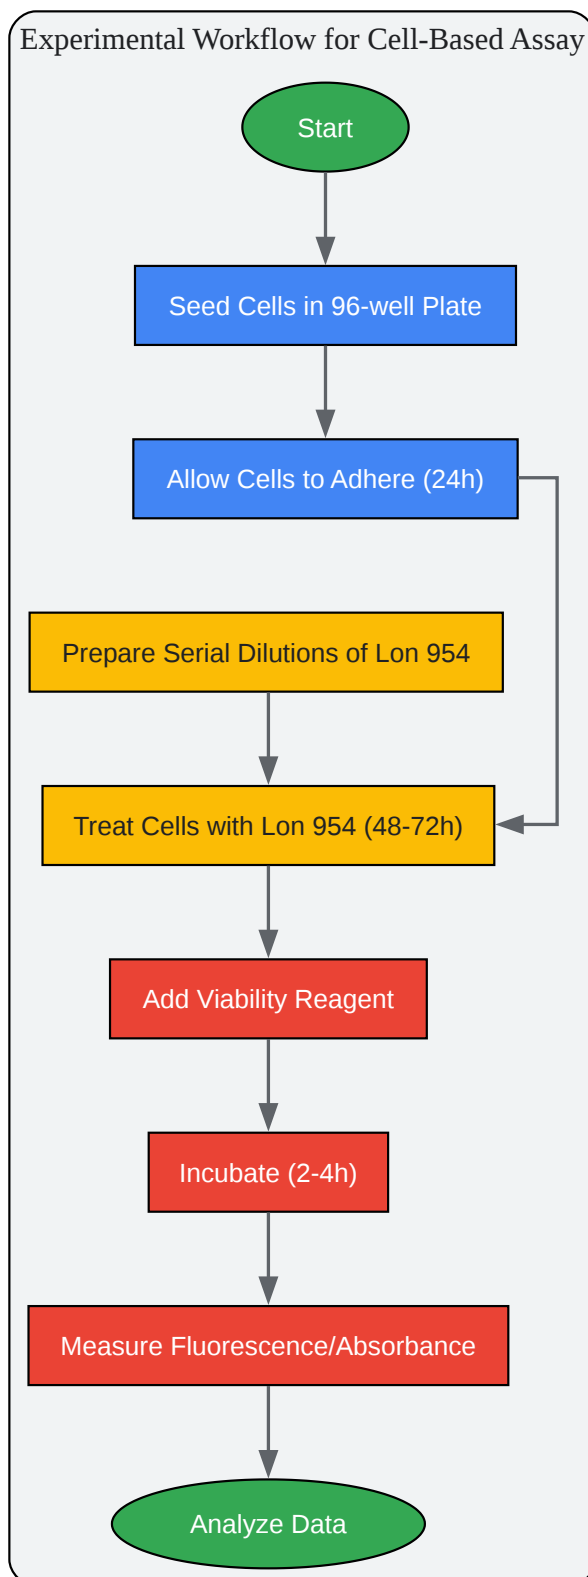 Experimental Workflow for Cell-Based Assay
Start
Seed Cells in 96-well Plate
Allow Cells to Adhere (24h)
Prepare Serial Dilutions of Lon 954
Treat Cells with Lon 954 (48-72h)
Add Viability Reagent
Incubate (2-4h)
Measure Fluorescence/Absorbance
Analyze Data